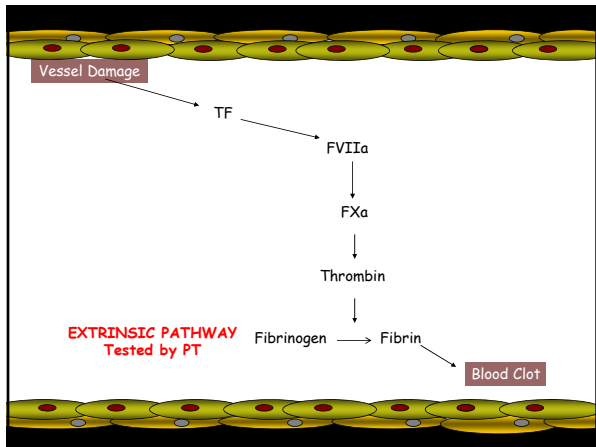 Vessel Damage
TF
FVIIa
FXa
Thrombin
EXTRINSIC PATHWAY
Tested by PT
Fibrinogen
Fibrin
Blood Clot